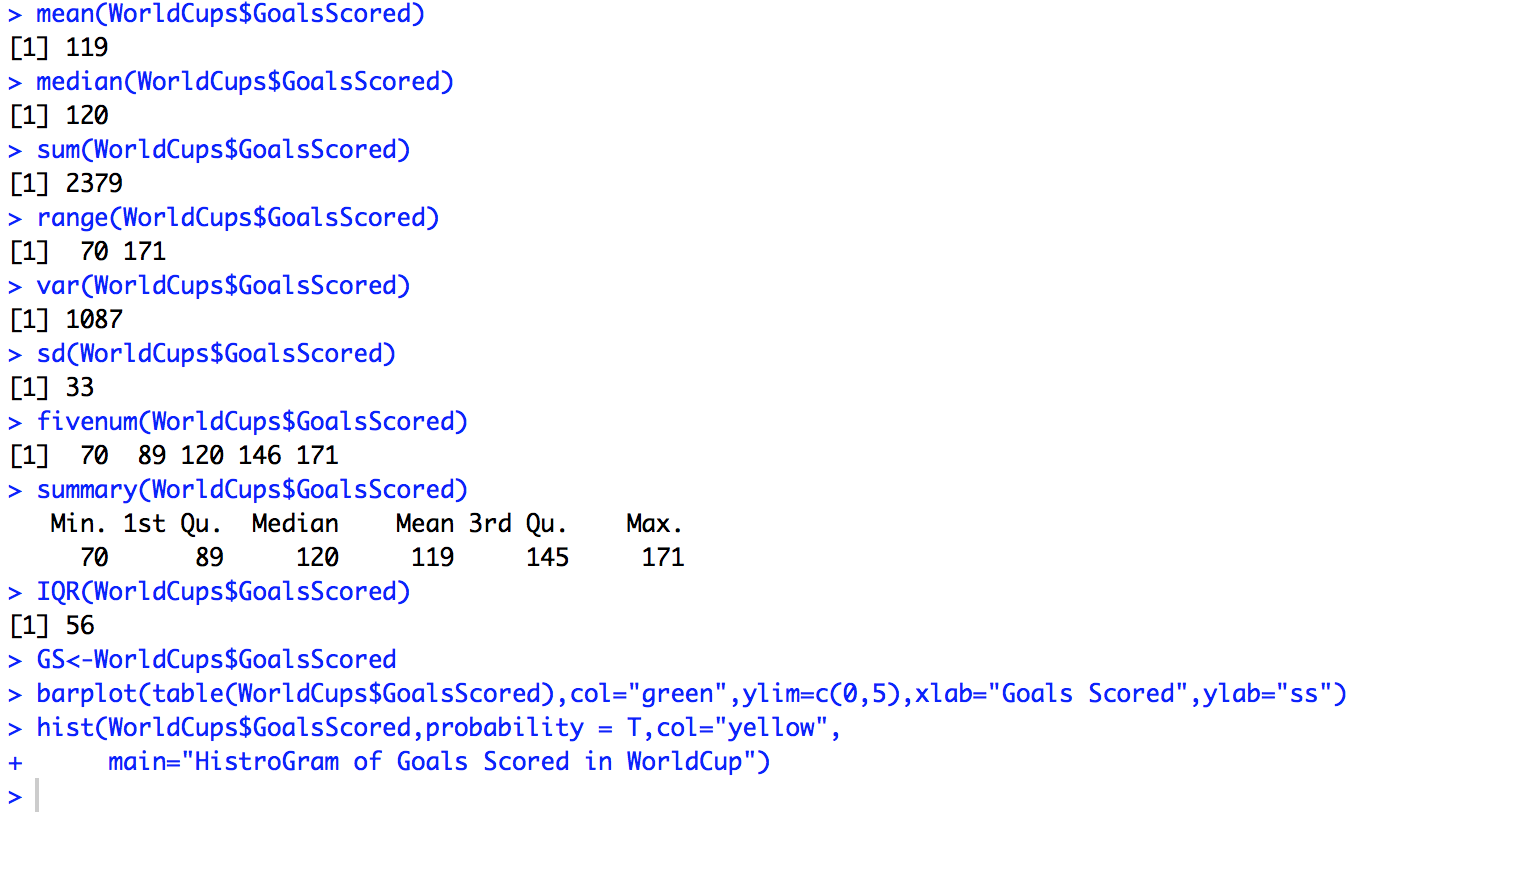 > mean(WorldCups$GoalsScored)
[1] 119
> median(WorldCups$GoalsScored)
[1] 120
> sum(WorldCups$GoalsScored)
[1] 2379
> range(WorldCups$GoalsScored)
[1]  70 171
> var(WorldCups$GoalsScored)
[1] 1087
> sd(WorldCups$GoalsScored)
[1] 33
> fivenum(WorldCups$GoalsScored)
[1]  70  89 120 146 171
> summary(WorldCups$GoalsScored)
   Min. 1st Qu.  Median    Mean 3rd Qu.    Max.
     70      89     120     119     145     171
> IQR(WorldCups$GoalsScored)
[1] 56
> GS<-WorldCups$GoalsScored
> barplot(table(WorldCups$GoalsScored),col="green",ylim=c(0,5),xlab="Goals Scored",ylab="ss")
> hist(WorldCups$GoalsScored,probability = T,col="yellow",
+      main="HistroGram of Goals Scored in WorldCup")
>